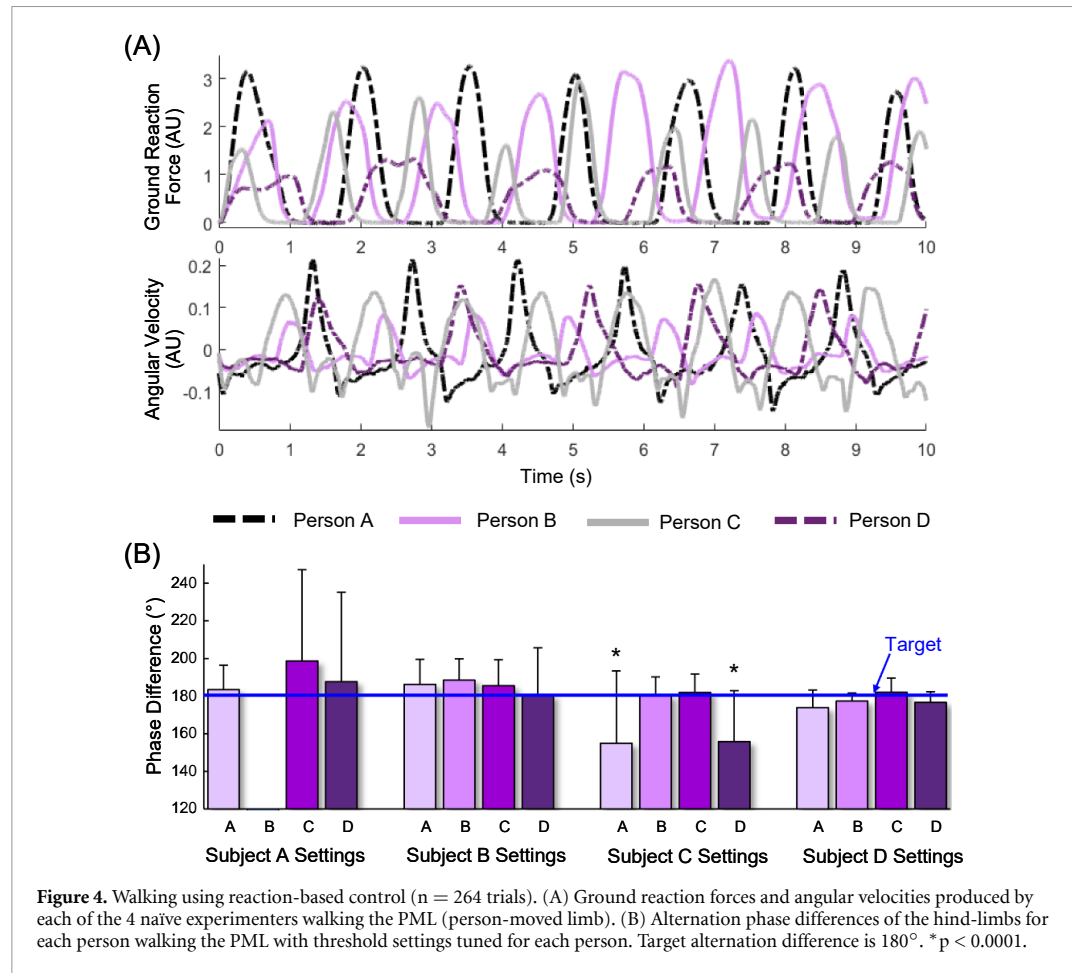 (A)
Ground Reaction
Force (AU)
3
2
1
0
0 1 2 3 4 5 6 7 8 9 10
Angular Velocity
(AU)
0.2
0.1
0
-0.1
0 1 2 3 4 5 6 7 8 9 10
Time (s)
Person A Person B Person C Person D
(B)
Phase Difference (°)
240
220
200
180
160
140
120
* *
Target
A B C D A B C D A B C D A B C D
Subject A Settings Subject B Settings Subject C Settings Subject D Settings
Figure 4. Walking using reaction-based control (n = 264 trials). (A) Ground reaction forces and angular velocities produced by
each of the 4 naïve experimenters walking the PML (person-moved limb). (B) Alternation phase differences of the hind-limbs for
each person walking the PML with threshold settings tuned for each person. Target alternation difference is 180°. *p < 0.0001.